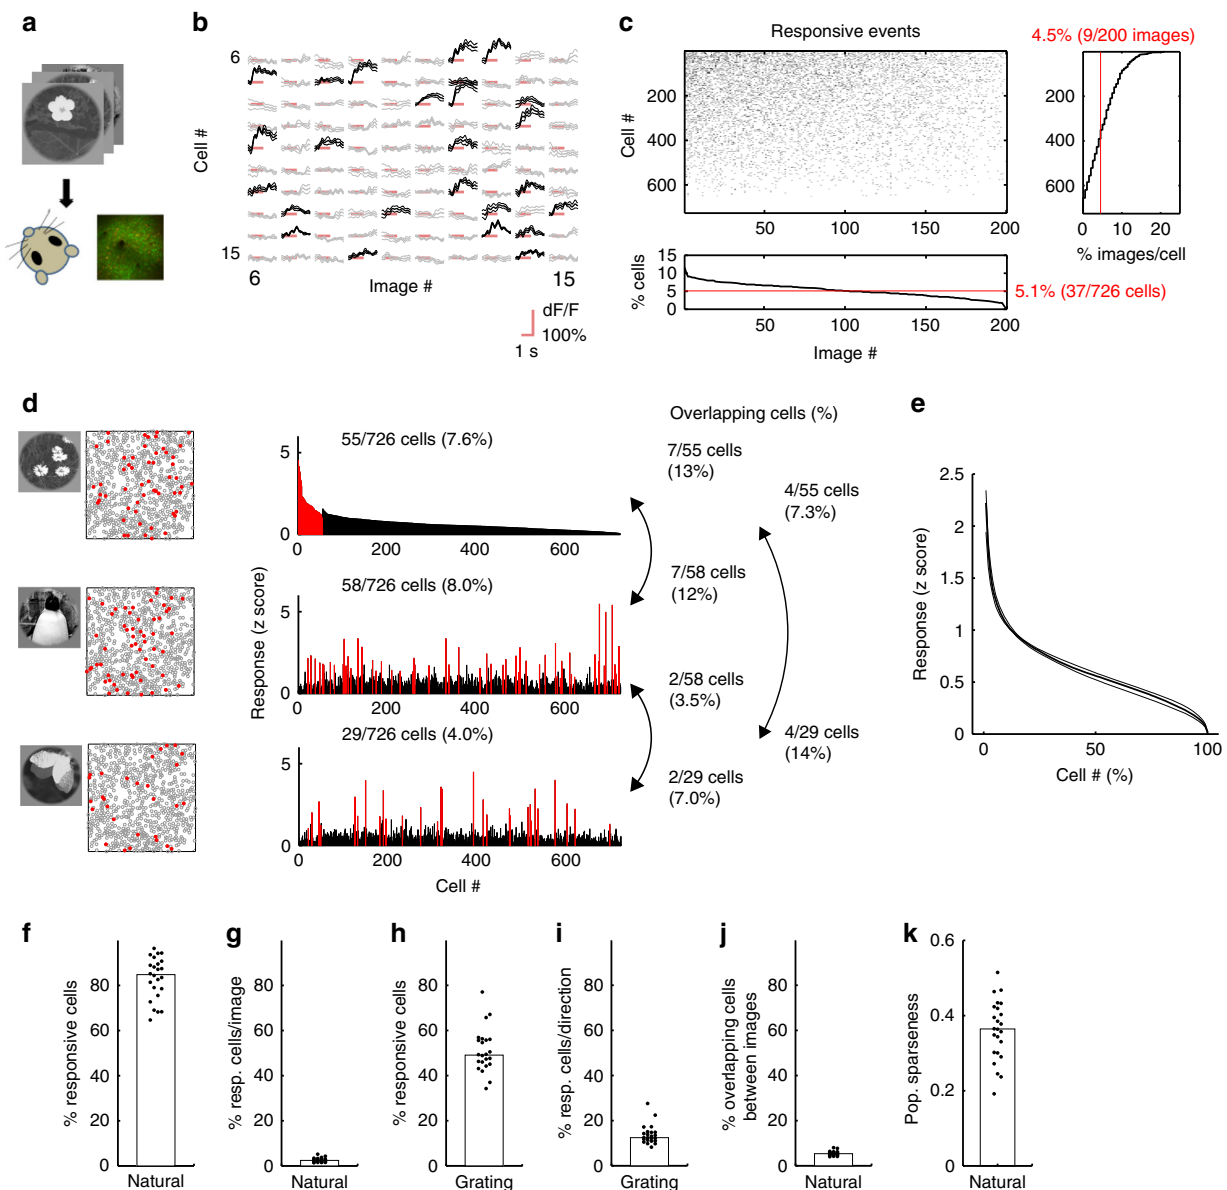 a
b
6
Cell #
15
6
Image #
15
dF/F
100%
1 s
c
Responsive events
4.5% (9/200 images)
Cell #
200
400
600
50
100
150
200
200
400
600
0
10
20
% images/cell
15
10
5
0
% cells
5.1% (37/726 cells)
50
100
150
200
Image #
d
Overlapping cells (%)
Response (z score)
55/726 cells (7.6%)
5
0
0
200
400
600
58/726 cells (8.0%)
5
0
0
200
400
600
29/726 cells (4.0%)
5
0
0
200
400
600
Cell #
7/55 cells
(13%)
4/55 cells
(7.3%)
7/58 cells
(12%)
2/58 cells
(3.5%)
4/29 cells
(14%)
2/29 cells
(7.0%)
e
Response (z score)
2.5
2
1.5
1
0.5
0
0
50
100
Cell # (%)
f
% responsive cells
80
60
40
20
0
Natural
g
% resp. cells/image
80
60
40
20
0
Natural
h
% responsive cells
80
60
40
20
0
Grating
i
% resp. cells/direction
80
60
40
20
0
Grating
j
% overlapping cells
between images
80
60
40
20
0
Natural
k
Pop. sparseness
0.6
0.4
0.2
0
Natural